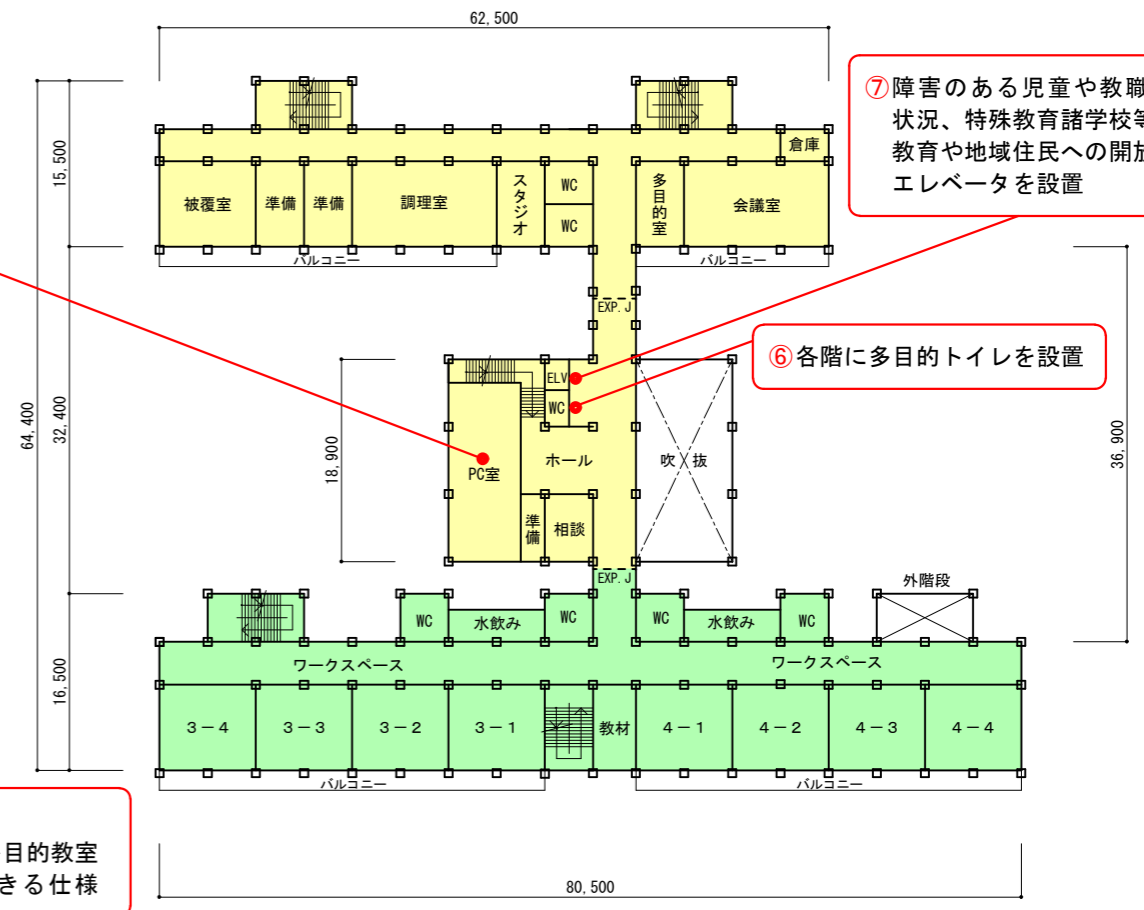 62,500
⑦障害のある児童や教職
状況、特殊教育諸学校等
教育や地域住民への開放
エレベータを設置
15,500
倉庫
被覆室
準備
準備
調理室
スタジオ
WC
WC
多目的室
会議室
バルコニー
バルコニー
EXP.J
⑥各階に多目的トイレを設置
64,400
32,400
18,900
36,900
ELV
WC
PC室
ホール
吹抜
準備
相談
EXP.J
外階段
WC
水飲み
WC
WC
水飲み
WC
16,500
ワークスペース
ワークスペース
3-4
3-3
3-2
3-1
教材
4-1
4-2
4-3
4-4
バルコニー
バルコニー
目的教室
きる仕様
80,500